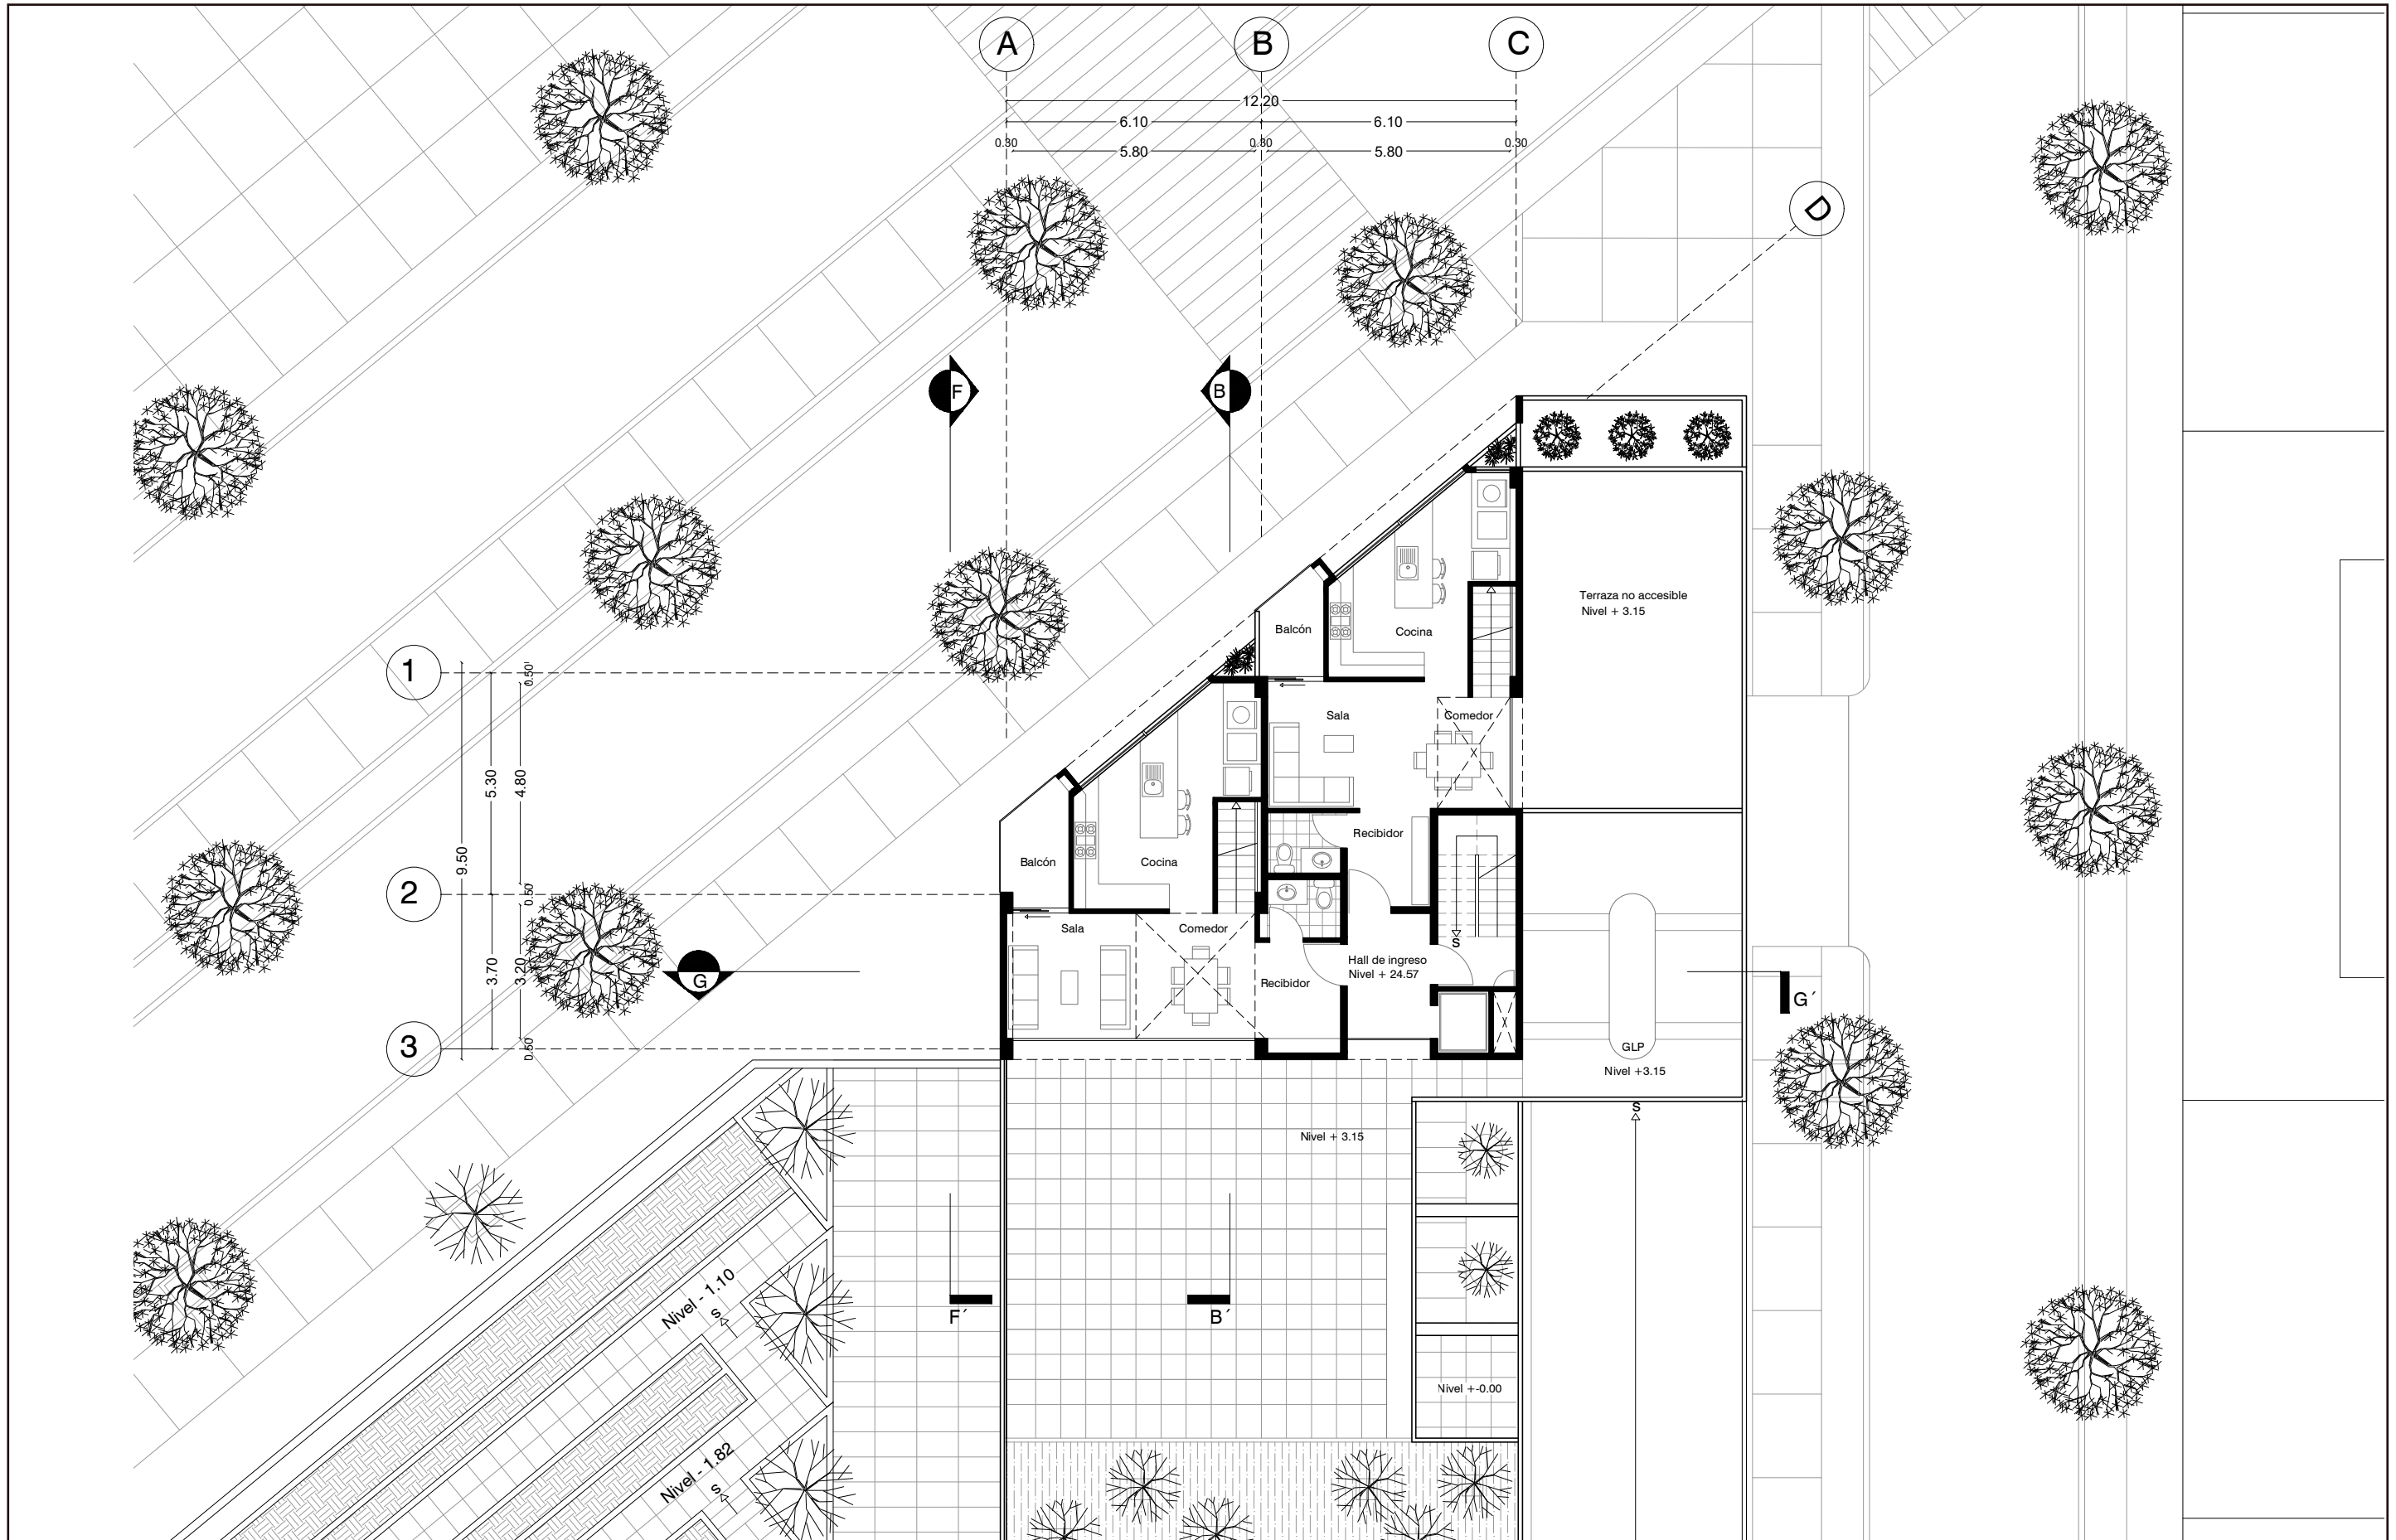 A
B
C
12.20
6.10
6.10
0.30
0.30
0.30
5.80
5.80
D
F
B
Terraza no accesible
Nivel + 3.15
Balcón
Cocina
1
0.50
Sala
Comedor
5.30
4.80
9.50
Recibidor
Balcón
Cocina
2
0.50
Sala
Comedor
S
Hall de ingreso
Nivel + 24.57
3.70
3.20
G
Recibidor
G´
3
0.50
GLP
Nivel +3.15
S
Nivel + 3.15
Nivel - 1.10
S
F´
B´
Nivel +-0.00
Nivel - 1.82
S